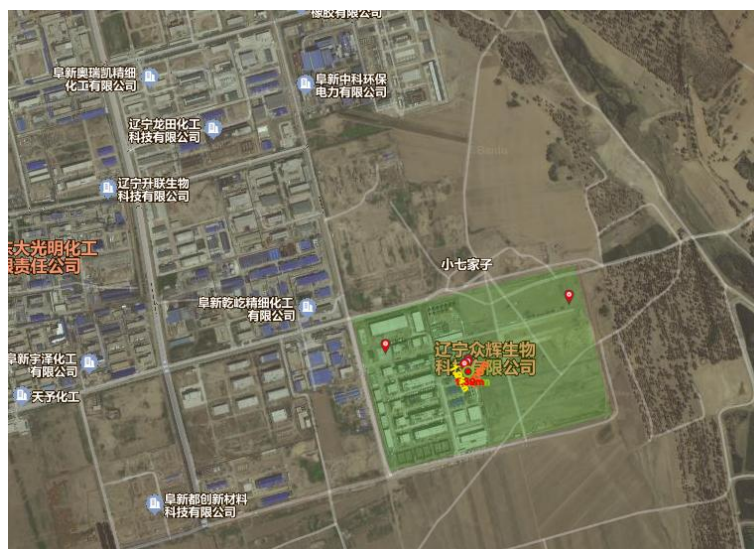 橡胶有限公司
阜新奥瑞凯精细
化工有限公司
阜新中科环保
电力有限公司
辽宁龙田化工
科技有限公司
辽宁升联生物
科技有限公司
东大光明化工
限责任公司
小七家子
阜新乾屹精细化工
有限公司
辽宁众辉生物
科技有限公司
阜新宇泽化工
有限公司
天予化工
阜新都创新材料
科技有限公司